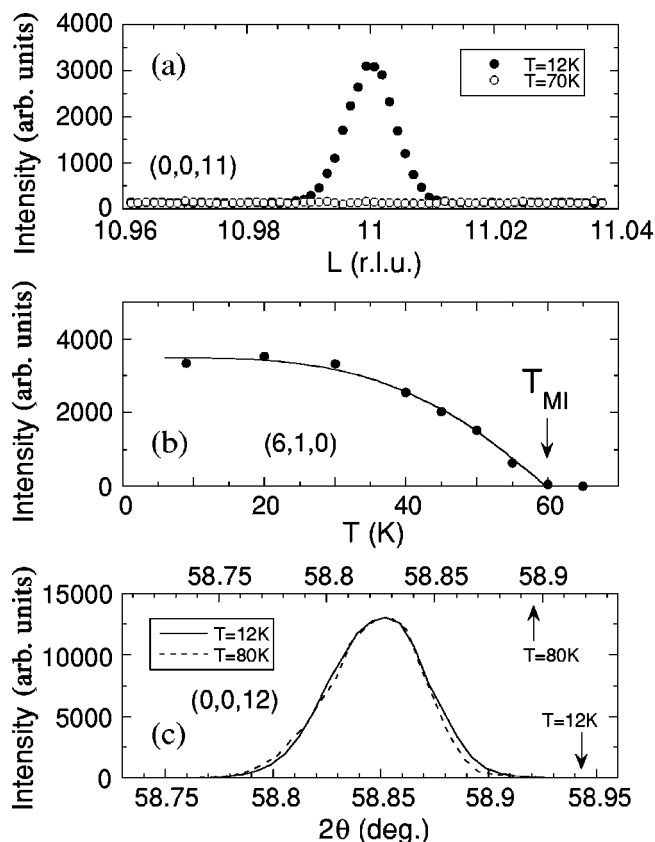 Intensity (arb. units)
4000
3000
2000
1000
0
(a)
T=12K
T=70K
(0,0,11)
10.96 10.98 11 11.02 11.04
L (r.l.u.)
Intensity (arb. units)
4000
2000
0
T_MI
(b)
(6,1,0)
0 20 40 60
T (K)
58.75 58.8 58.85 58.9
Intensity (arb. units)
15000
10000
5000
0
T=12K
T=80K
T=80K
(0,0,12)
T=12K
(c)
58.75 58.8 58.85 58.9 58.95
2θ (deg.)